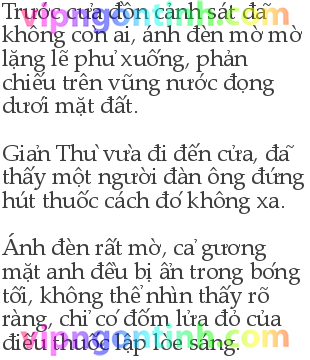 Trước cửa đồn cảnh sát đã
không còn ai, ánh đèn mờ mờ
lặng lẽ phủ xuống, phản
chiếu trên vũng nước đọng
dưới mặt đất.
Giản Thư vừa đi đến cửa, đã
thấy một người đàn ông đứng
hút thuốc cách đó không xa.
Ánh đèn rất mờ, cả gương
mặt anh đều bị ẩn trong bóng
tối, không thể nhìn thấy rõ
ràng, chỉ có đốm lửa đỏ của
điếu thuốc lập lòe sáng.
vipngontinh.com
vipngontinh.com